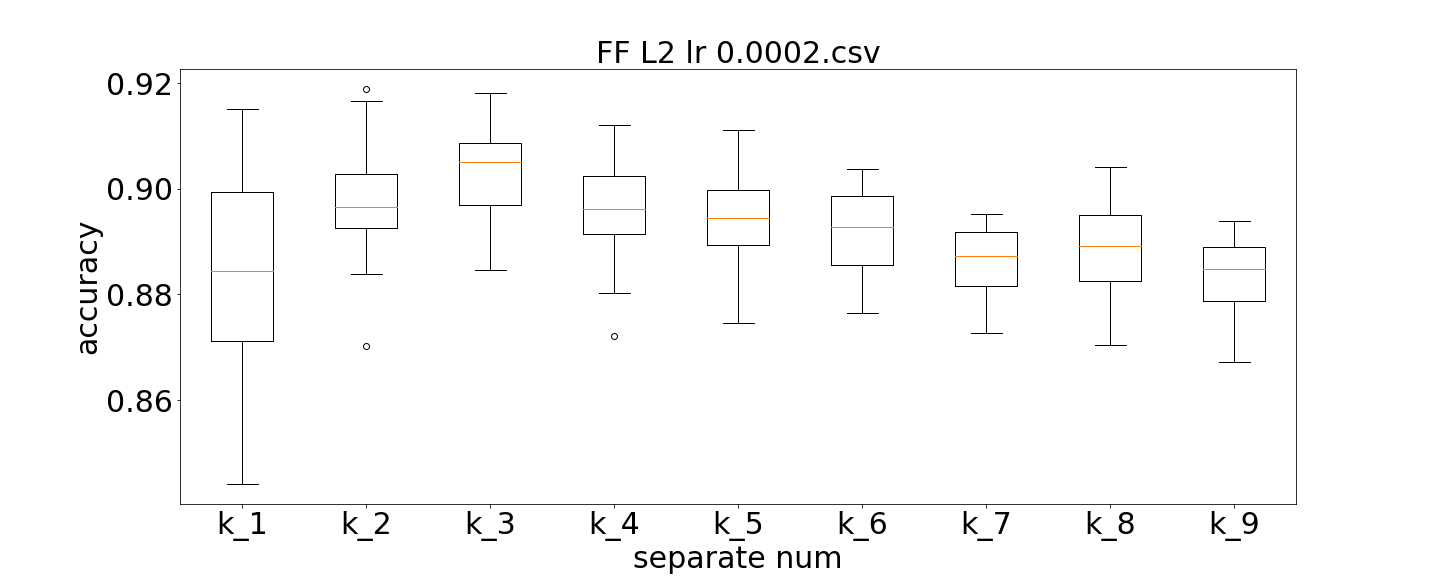 FF L2 lr 0.0002.csv
0.92
0.90
0.88
0.86
accuracy
k_1 k_2 k_3 k_4 k_5 k_6 k_7 k_8 k_9
separate num